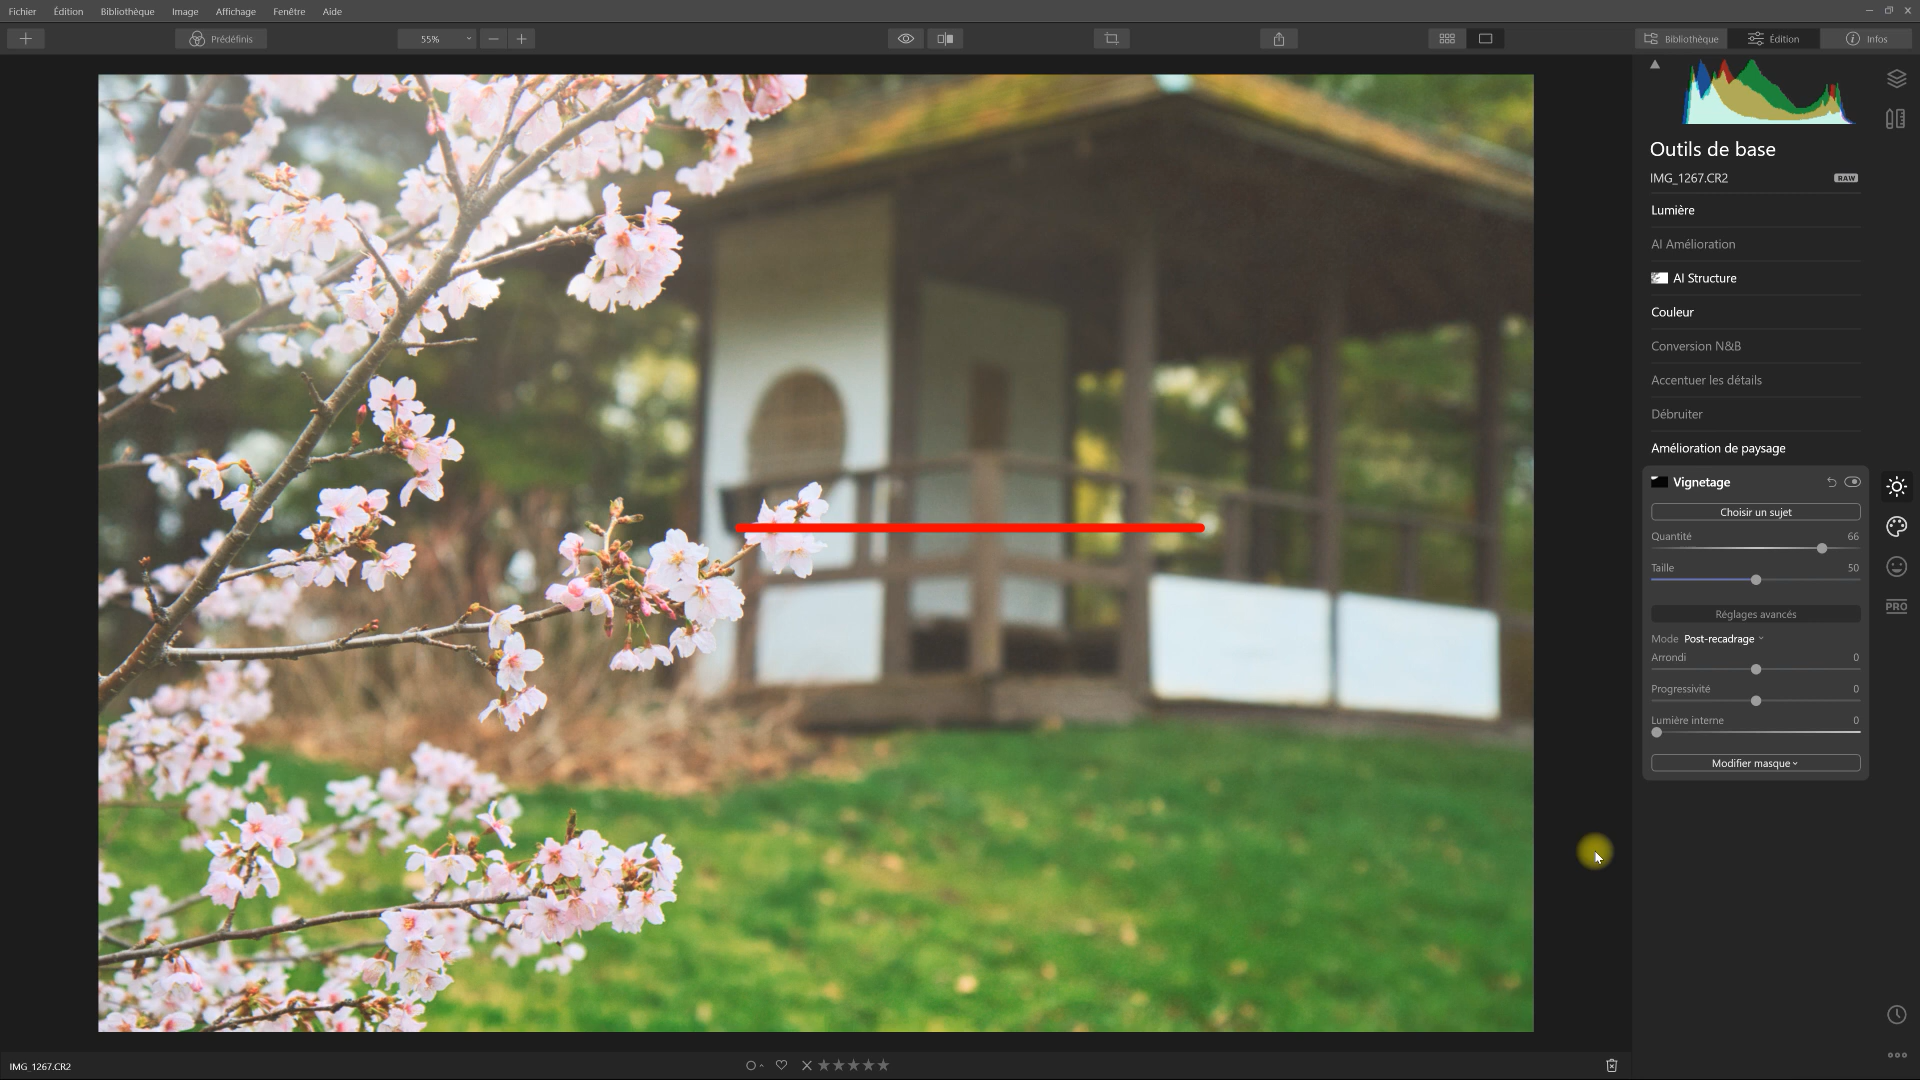 Fichier Édition Bibliothèque Image Affichage Fenêtre Aide
Prédéfinis 55% Bibliothèque Édition Infos
Outils de base
IMG_1267.CR2 RAW
Lumière
AI Amélioration
AI Structure
Couleur
Conversion N&B
Accentuer les détails
Débruiter
Amélioration de paysage
Vignetage
Choisir un sujet
Quantité 66
Taille 50
Réglages avancés
Mode Post-recadrage
Arrondi 0
Progressivité 0
Lumière interne 0
Modifier masque
PRO
IMG_1267.CR2